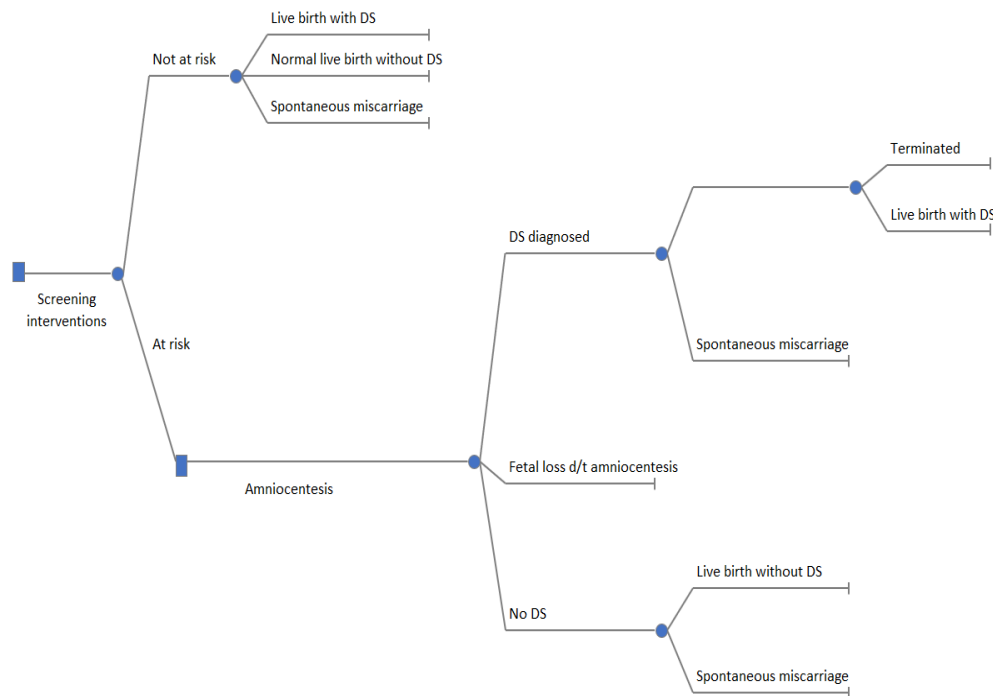 Live birth with DS
Not at risk
Normal live birth without DS
Spontaneous miscarriage
Terminated
Live birth with DS
DS diagnosed
Screening
interventions
At risk
Spontaneous miscarriage
Fetal loss d/t amniocentesis
Amniocentesis
Live birth without DS
No DS
Spontaneous miscarriage